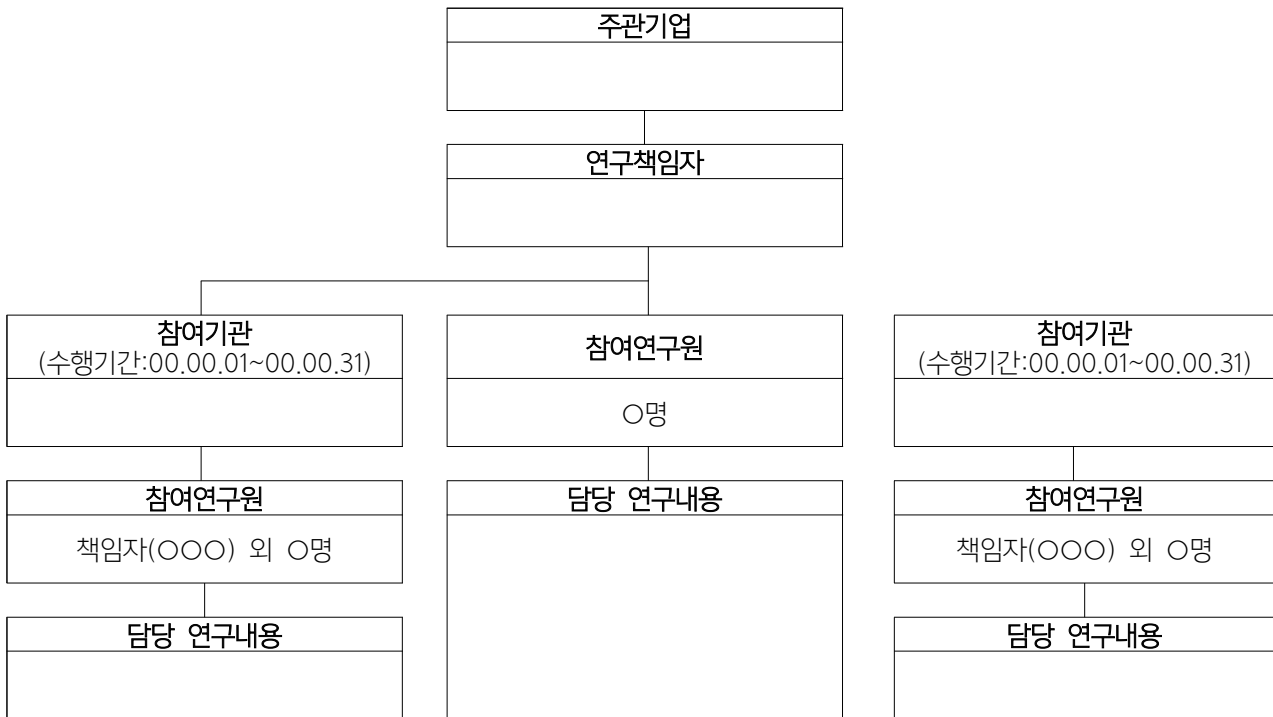 주관기업
연구책임자
참여기관
(수행기간:00.00.01~00.00.31)
참여연구원
○명
참여기관
(수행기간:00.00.01~00.00.31)
참여연구원
책임자(○○○) 외 ○명
담당 연구내용
참여연구원
책임자(○○○) 외 ○명
담당 연구내용
담당 연구내용